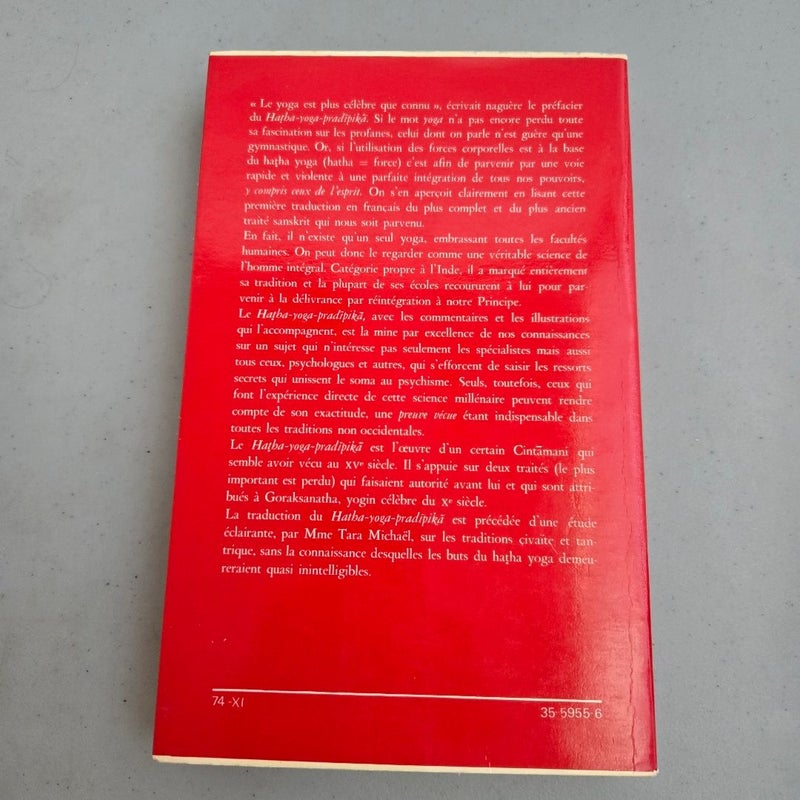 « Le yoga est plus célèbre que connu », écrivait naguère le préfacier
du Haṭha-yoga-pradīpikā. Si le mot yoga n'a pas encore perdu toute
sa fascination sur les profanes, celui dont on parle n'est guère qu'une
gymnastique. Or, si l'utilisation des forces corporelles est à la base
du haṭha yoga (hatha = force) c'est afin de parvenir par une voie
rapide et violente à une parfaite intégration de tous nos pouvoirs,
y compris ceux de l'esprit. On s'en aperçoit clairement en lisant cette
première traduction en français du plus complet et du plus ancien
traité sanskrit qui nous soit parvenu.
En fait, il n'existe qu'un seul yoga, embrassant toutes les facultés
humaines. On peut donc le regarder comme une véritable science de
l'homme intégral. Catégorie propre à l'Inde, il a marqué entièrement
sa tradition et la plupart de ses écoles recoururent à lui pour par-
venir à la délivrance par réintégration à notre Principe.
Le Haṭha-yoga-pradīpikā, avec les commentaires et les illustrations
qui l'accompagnent, est la mine par excellence de nos connaissances
sur un sujet qui n'intéresse pas seulement les spécialistes mais aussi
tous ceux, psychologues et autres, qui s'efforcent de saisir les ressorts
secrets qui unissent le soma au psychisme. Seuls, toutefois, ceux qui
font l'expérience directe de cette science millénaire peuvent rendre
compte de son exactitude, une preuve vécue étant indispensable dans
toutes les traditions non occidentales.
Le Haṭha-yoga-pradīpikā est l'œuvre d'un certain Cintāmani qui
semble avoir vécu au XVe siècle. Il s'appuie sur deux traités (le plus
important est perdu) qui faisaient autorité avant lui et qui sont attri-
bués à Goraksanatha, yogin célèbre du Xe siècle.
La traduction du Hatha-yoga-pradīpikā est précédée d'une étude
éclairante, par Mme Tara Michaël, sur les traditions çivaïte et tan-
trique, sans la connaissance desquelles les buts du haṭha yoga demeu-
reraient quasi inintelligibles.
74-XI
35-5955-6